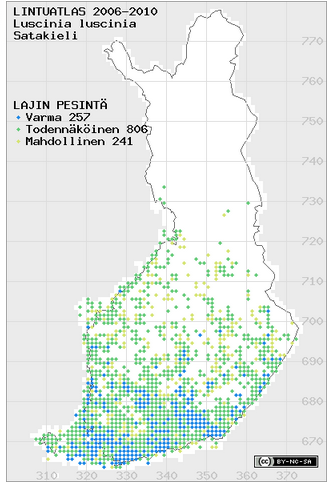 LINTUATLAS 2006-2010
Luscinia luscinia
Satakieli
LAJIN PESINTÄ
Varma 257
Todennäköinen 806
Mahdollinen 241
770
760
750
740
730
720
710
700
690
680
670
310 320 330 340 350 360 370
cc BY-NC-SA